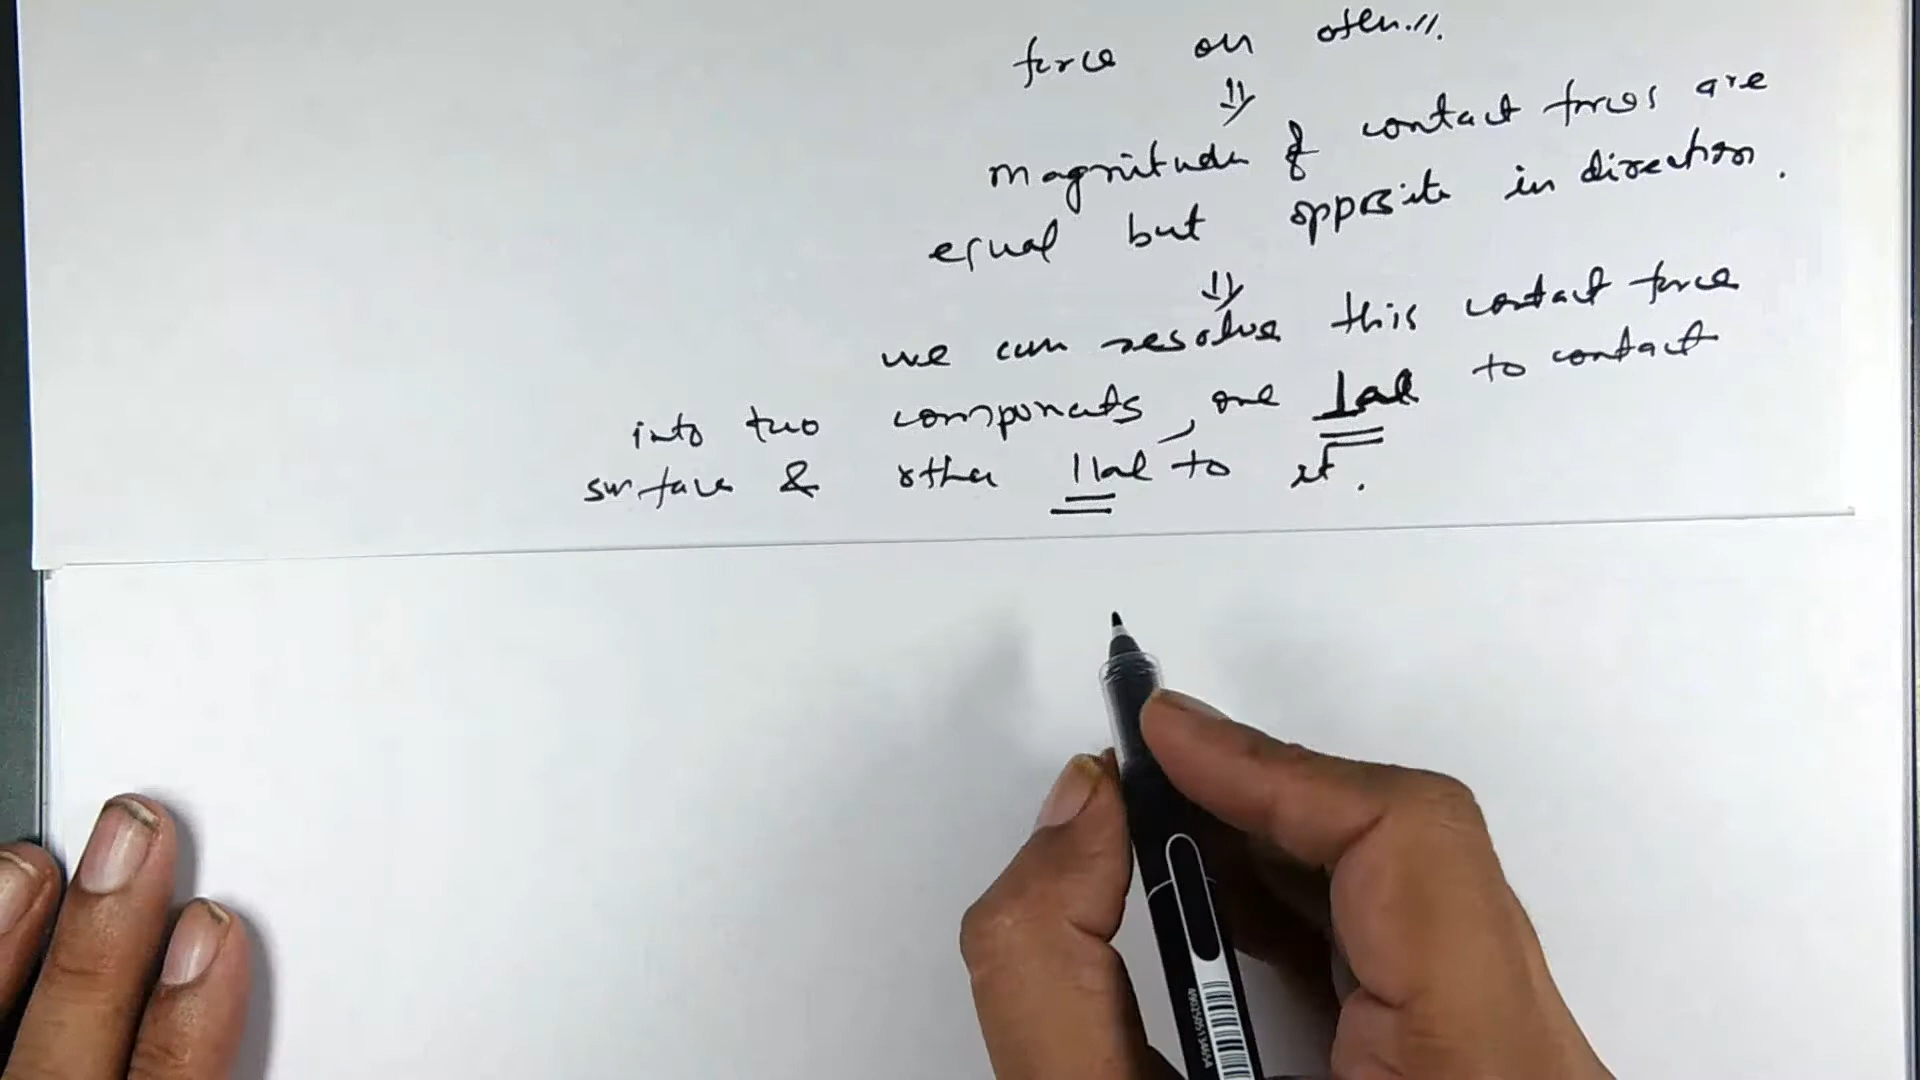 force on other.
⇓
magnitude of contact forces are
equal but opposite in direction.
⇓
we can resolve this contact force
into two components, one ⊥al to contact
surface & other ||al to it.